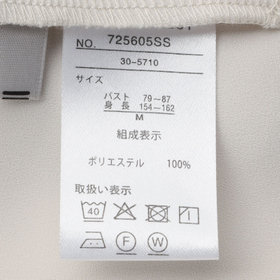 NO. 725605SS
30-5710
サイズ
バスト 79~87
身長 154~162
M
組成表示
ポリエステル 100%
取扱い表示
40
F W